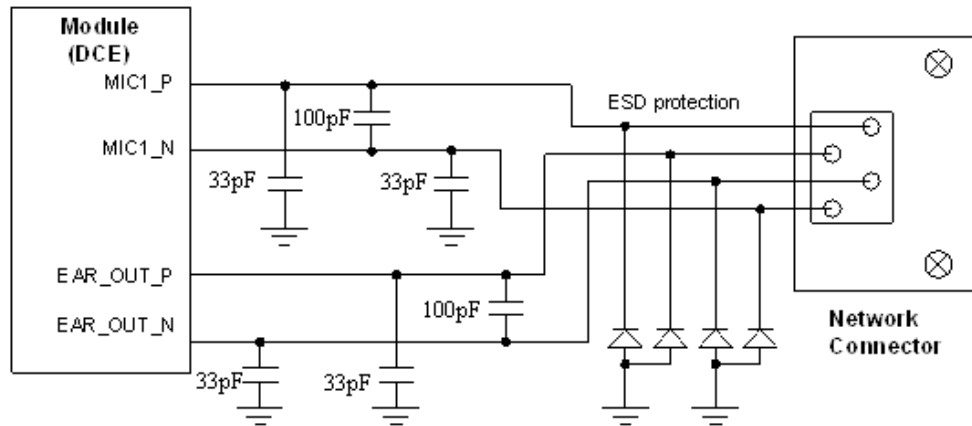 Module
(DCE)
MIC1_P
ESD protection
100pF
MIC1_N
33pF
33pF
EAR_OUT_P
100pF
EAR_OUT_N
Network
Connector
33pF
33pF